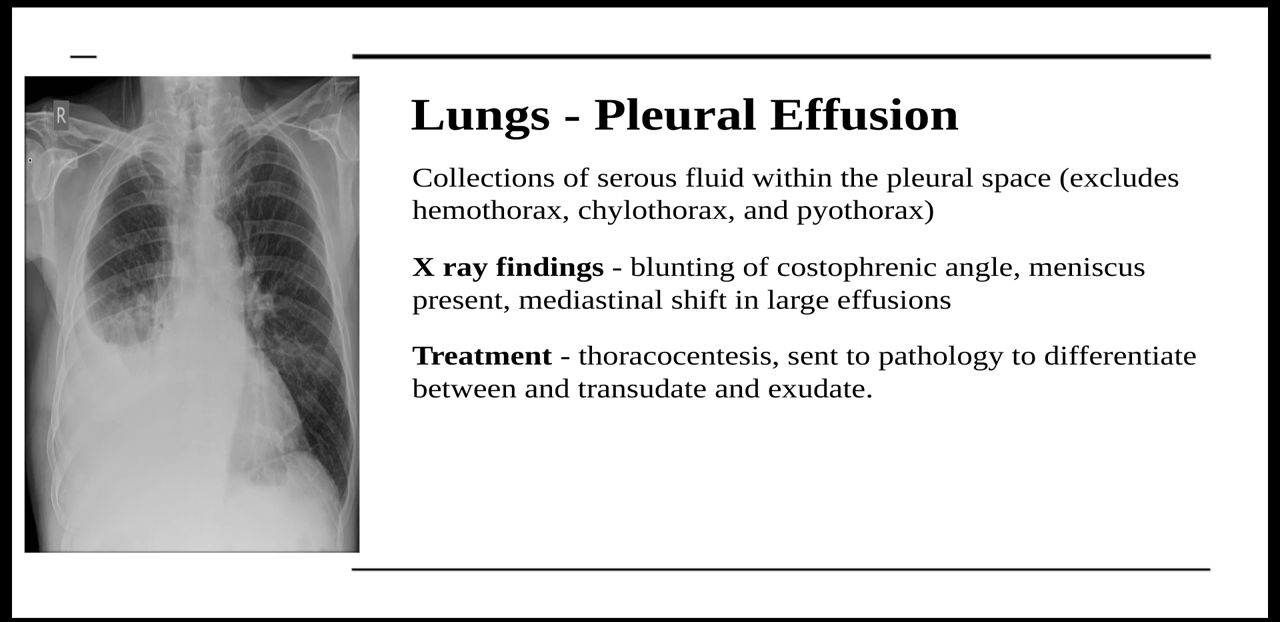 R
Lungs - Pleural Effusion
Collections of serous fluid within the pleural space (excludes
hemothorax, chylothorax, and pyothorax)
X ray findings - blunting of costophrenic angle, meniscus
present, mediastinal shift in large effusions
Treatment - thoracocentesis, sent to pathology to differentiate
between and transudate and exudate.